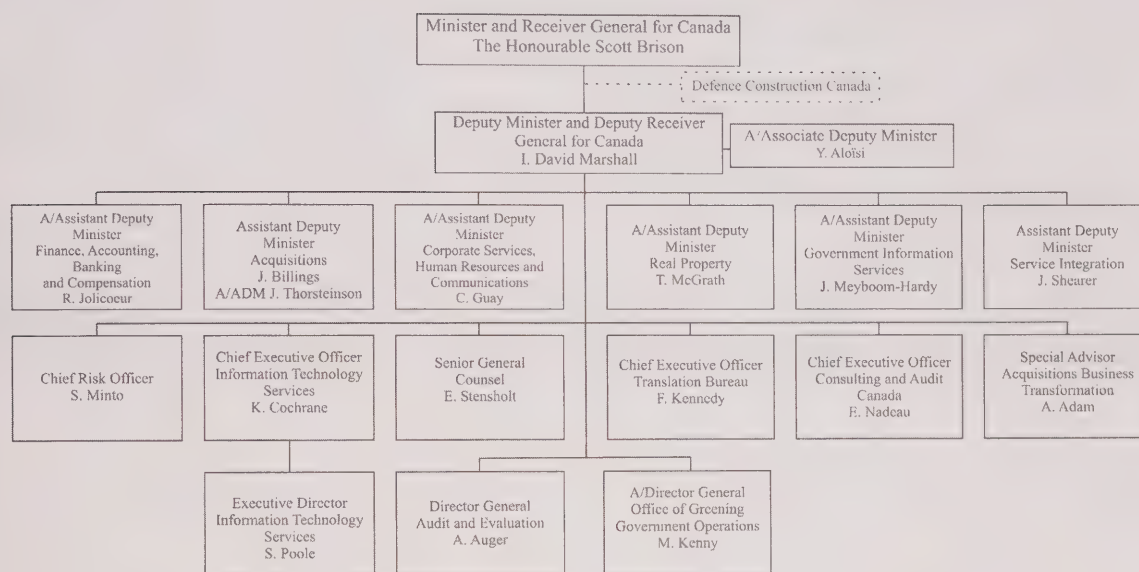 Minister and Receiver General for Canada
The Honourable Scott Brison
Defence Construction Canada
Deputy Minister and Deputy Receiver
General for Canada
I. David Marshall
A/Associate Deputy Minister
Y. Aloïsi
A/Assistant Deputy
Minister
Finance, Accounting,
Banking
and Compensation
R. Jolicoeur
Assistant Deputy
Minister
Acquisitions
J. Billings
A/ADM J. Thorsteinson
A/Assistant Deputy
Minister
Corporate Services,
Human Resources and
Communications
C. Guay
A/Assistant Deputy
Minister
Real Property
T. McGrath
A/Assistant Deputy
Minister
Government Information
Services
J. Meyboom-Hardy
Assistant Deputy
Minister
Service Integration
J. Shearer
Chief Risk Officer
S. Minto
Chief Executive Officer
Information Technology
Services
K. Cochrane
Senior General
Counsel
E. Stensholt
Chief Executive Officer
Translation Bureau
F. Kennedy
Chief Executive Officer
Consulting and Audit
Canada
E. Nadeau
Special Advisor
Acquisitions Business
Transformation
A. Adam
Executive Director
Information Technology
Services
S. Poole
Director General
Audit and Evaluation
A. Auger
A/Director General
Office of Greening
Government Operations
M. Kenny